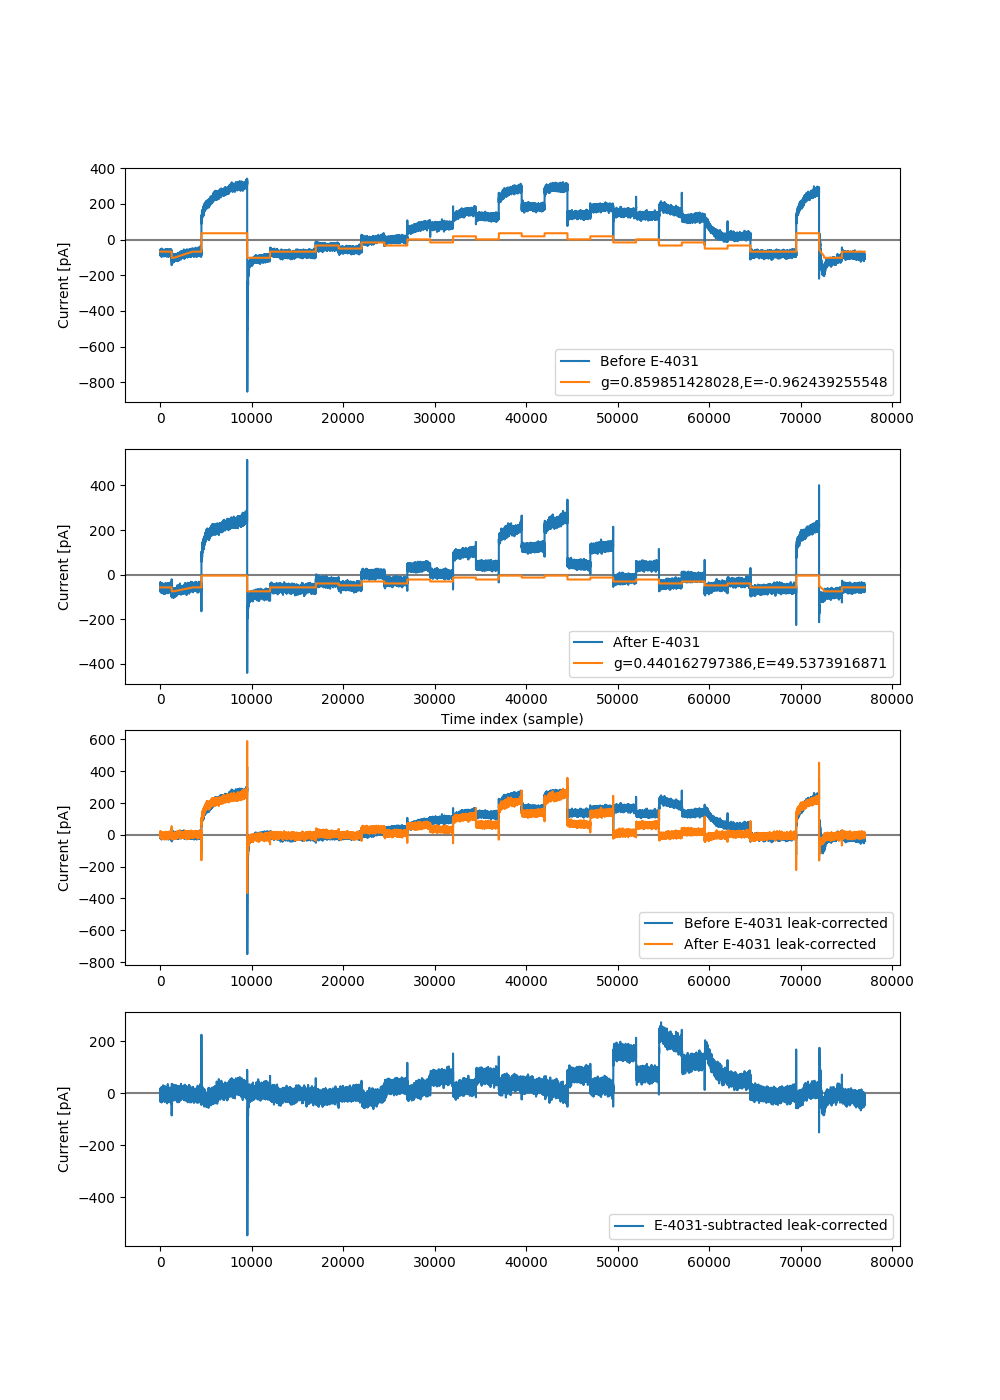 400
200
0
−200
−400
−600
−800
Current [pA]
Before E-4031
g=0.859851428028,E=-0.962439255548
0 10000 20000 30000 40000 50000 60000 70000 80000
400
200
0
−200
−400
Current [pA]
After E-4031
g=0.440162797386,E=49.5373916871
0 10000 20000 30000 40000 50000 60000 70000 80000
Time index (sample)
600
400
200
0
−200
−400
−600
−800
Current [pA]
Before E-4031 leak-corrected
After E-4031 leak-corrected
0 10000 20000 30000 40000 50000 60000 70000 80000
200
0
−200
−400
Current [pA]
E-4031-subtracted leak-corrected
0 10000 20000 30000 40000 50000 60000 70000 80000